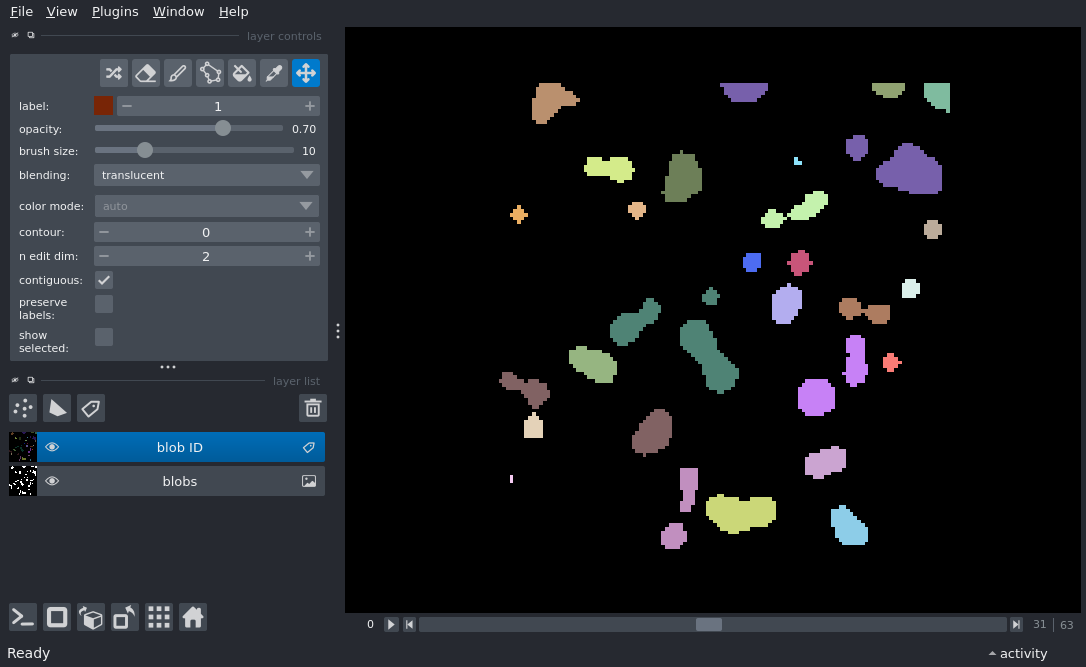 File View Plugins Window Help
layer controls
label: 1
opacity: 0.70
brush size: 10
blending: translucent
color mode: auto
contour: 0
n edit dim: 2
contiguous:
preserve
labels:
show
selected:
layer list
blob ID
blobs
0 31 | 63
Ready activity